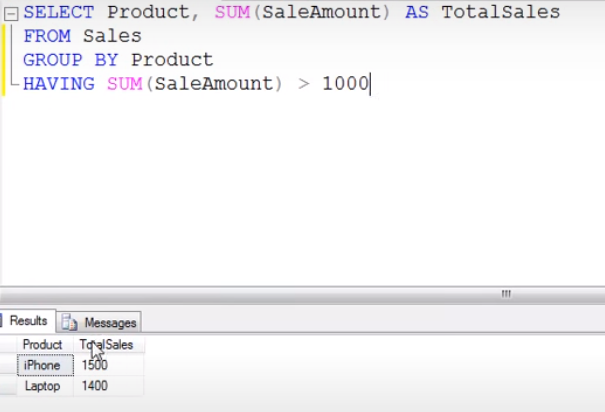 SELECT Product, SUM(SaleAmount) AS TotalSales
FROM Sales
GROUP BY Product
HAVING SUM(SaleAmount) > 1000
Results Messages
Product TotalSales
iPhone 1500
Laptop 1400